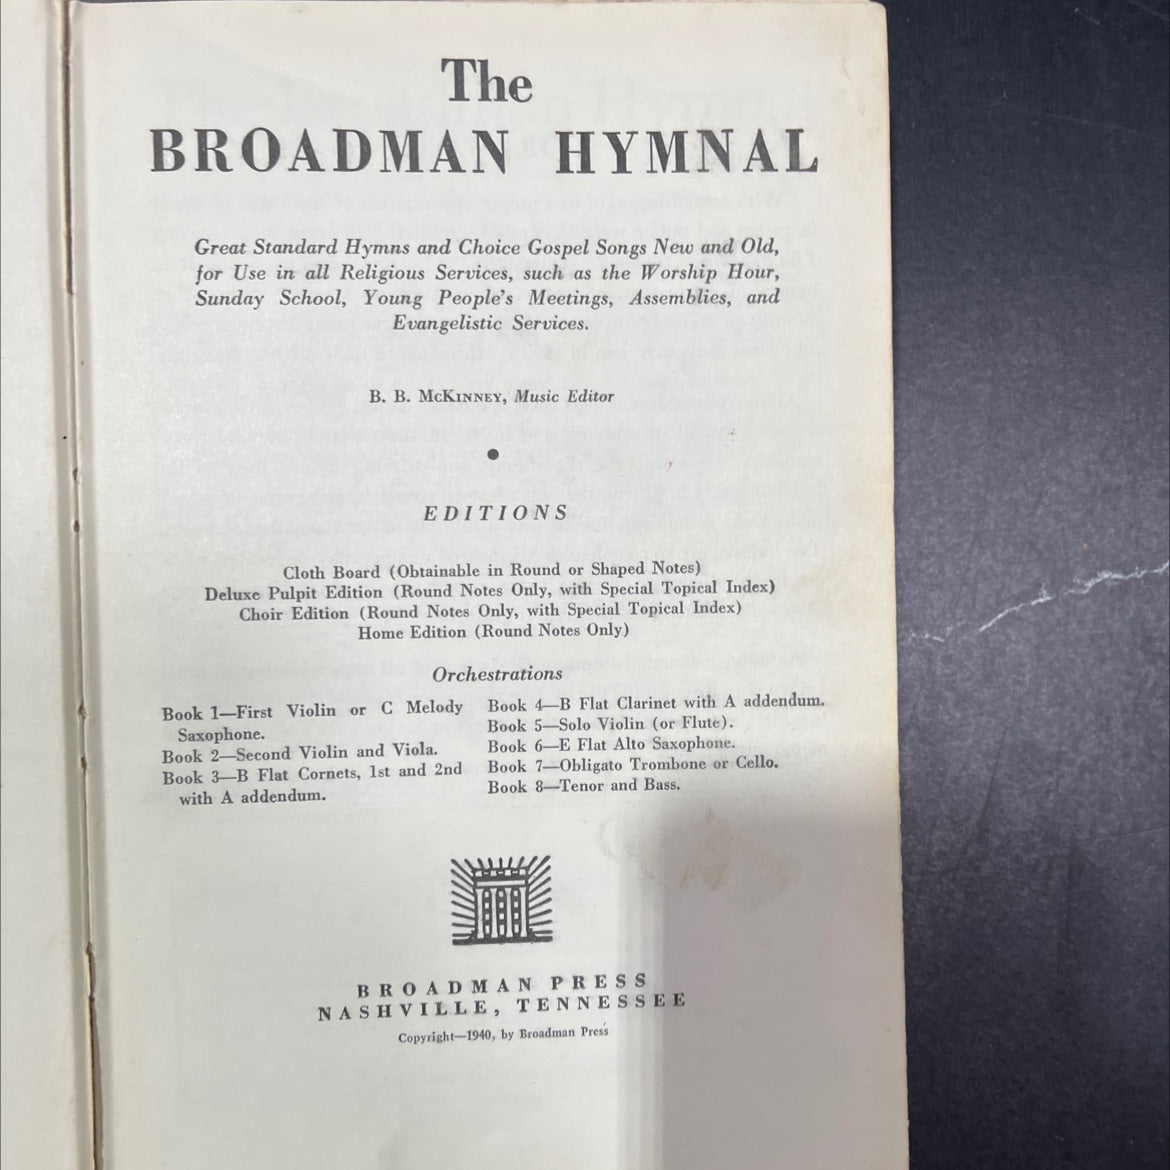 The
BROADMAN HYMNAL
Great Standard Hymns and Choice Gospel Songs New and Old,
for Use in all Religious Services, such as the Worship Hour,
Sunday School, Young People's Meetings, Assemblies, and
Evangelistic Services.
B. B. McKinney, Music Editor
EDITIONS
Cloth Board (Obtainable in Round or Shaped Notes)
Deluxe Pulpit Edition (Round Notes Only, with Special Topical Index)
Choir Edition (Round Notes Only, with Special Topical Index)
Home Edition (Round Notes Only)
Orchestrations
Book 1—First Violin or C Melody
Saxophone.
Book 2—Second Violin and Viola.
Book 3—B Flat Cornets, 1st and 2nd
with A addendum.
Book 4—B Flat Clarinet with A addendum.
Book 5—Solo Violin (or Flute).
Book 6—E Flat Alto Saxophone.
Book 7—Obligato Trombone or Cello.
Book 8—Tenor and Bass.
BROADMAN PRESS
NASHVILLE, TENNESSEE
Copyright—1940, by Broadman Press